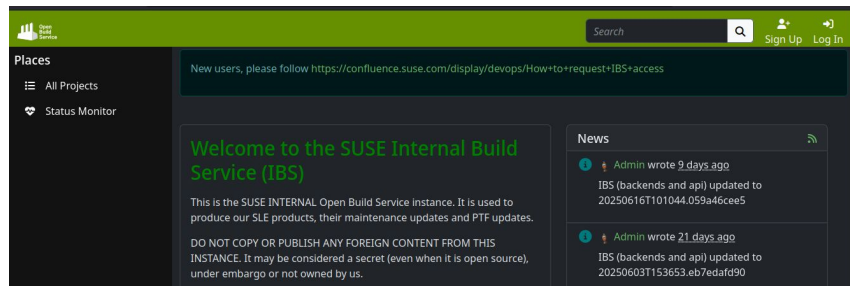 Open
Build
Service
Search
Sign Up
Log In
Places
All Projects
Status Monitor
New users, please follow https://confluence.suse.com/display/devops/How+to+request+IBS+access
Welcome to the SUSE Internal Build
Service (IBS)
This is the SUSE INTERNAL Open Build Service instance. It is used to
produce our SLE products, their maintenance updates and PTF updates.
DO NOT COPY OR PUBLISH ANY FOREIGN CONTENT FROM THIS
INSTANCE. It may be considered a secret (even when it is open source),
under embargo or not owned by us.
News
Admin wrote 9 days ago
IBS (backends and api) updated to
20250616T101044.059a46cee5
Admin wrote 21 days ago
IBS (backends and api) updated to
20250603T153653.eb7edafd90